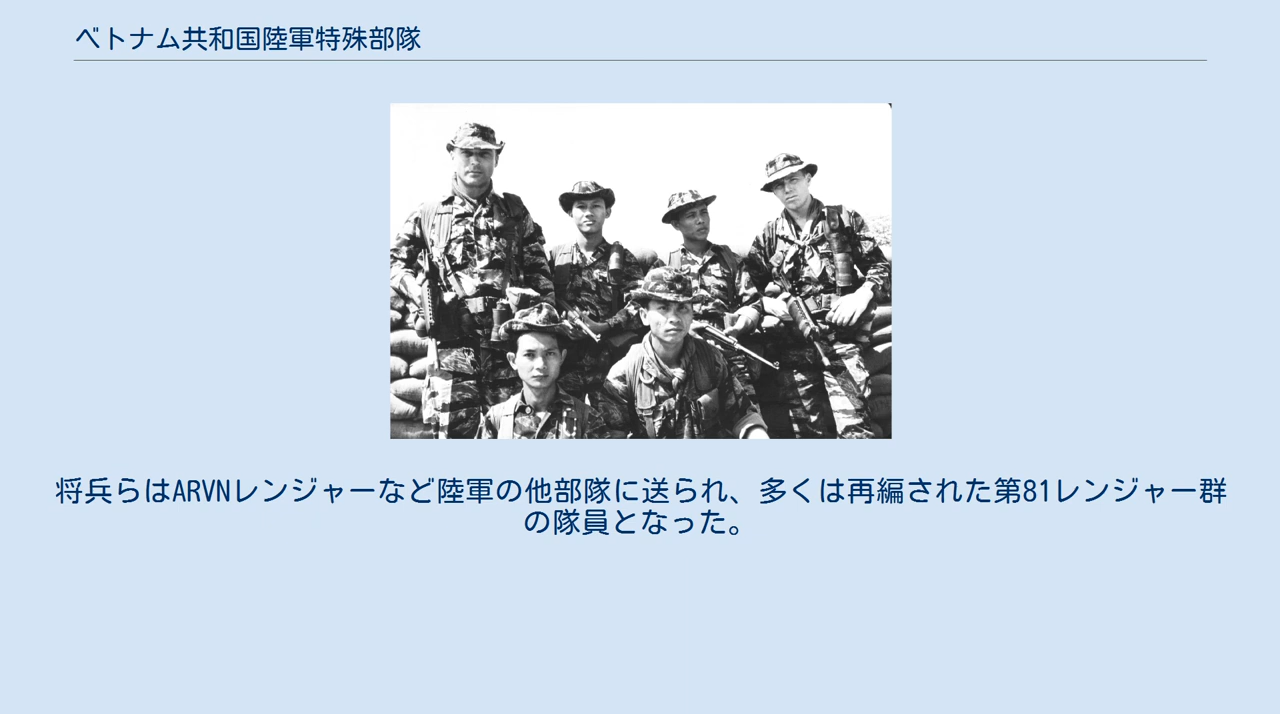 ベトナム共和国陸軍特殊部隊
将兵らはARVNレンジャーなど陸軍の他部隊に送られ、多くは再編された第81レンジャー群
の隊員となった。